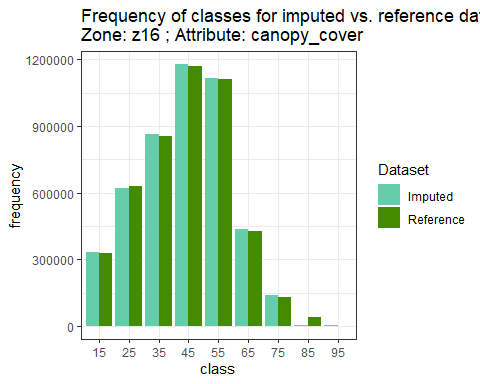 Frequency of classes for imputed vs. reference da
Zone: z16 ; Attribute: canopy_cover
1200000
900000
600000
300000
0
frequency
15 25 35 45 55 65 75 85 95
class
Dataset
Imputed
Reference